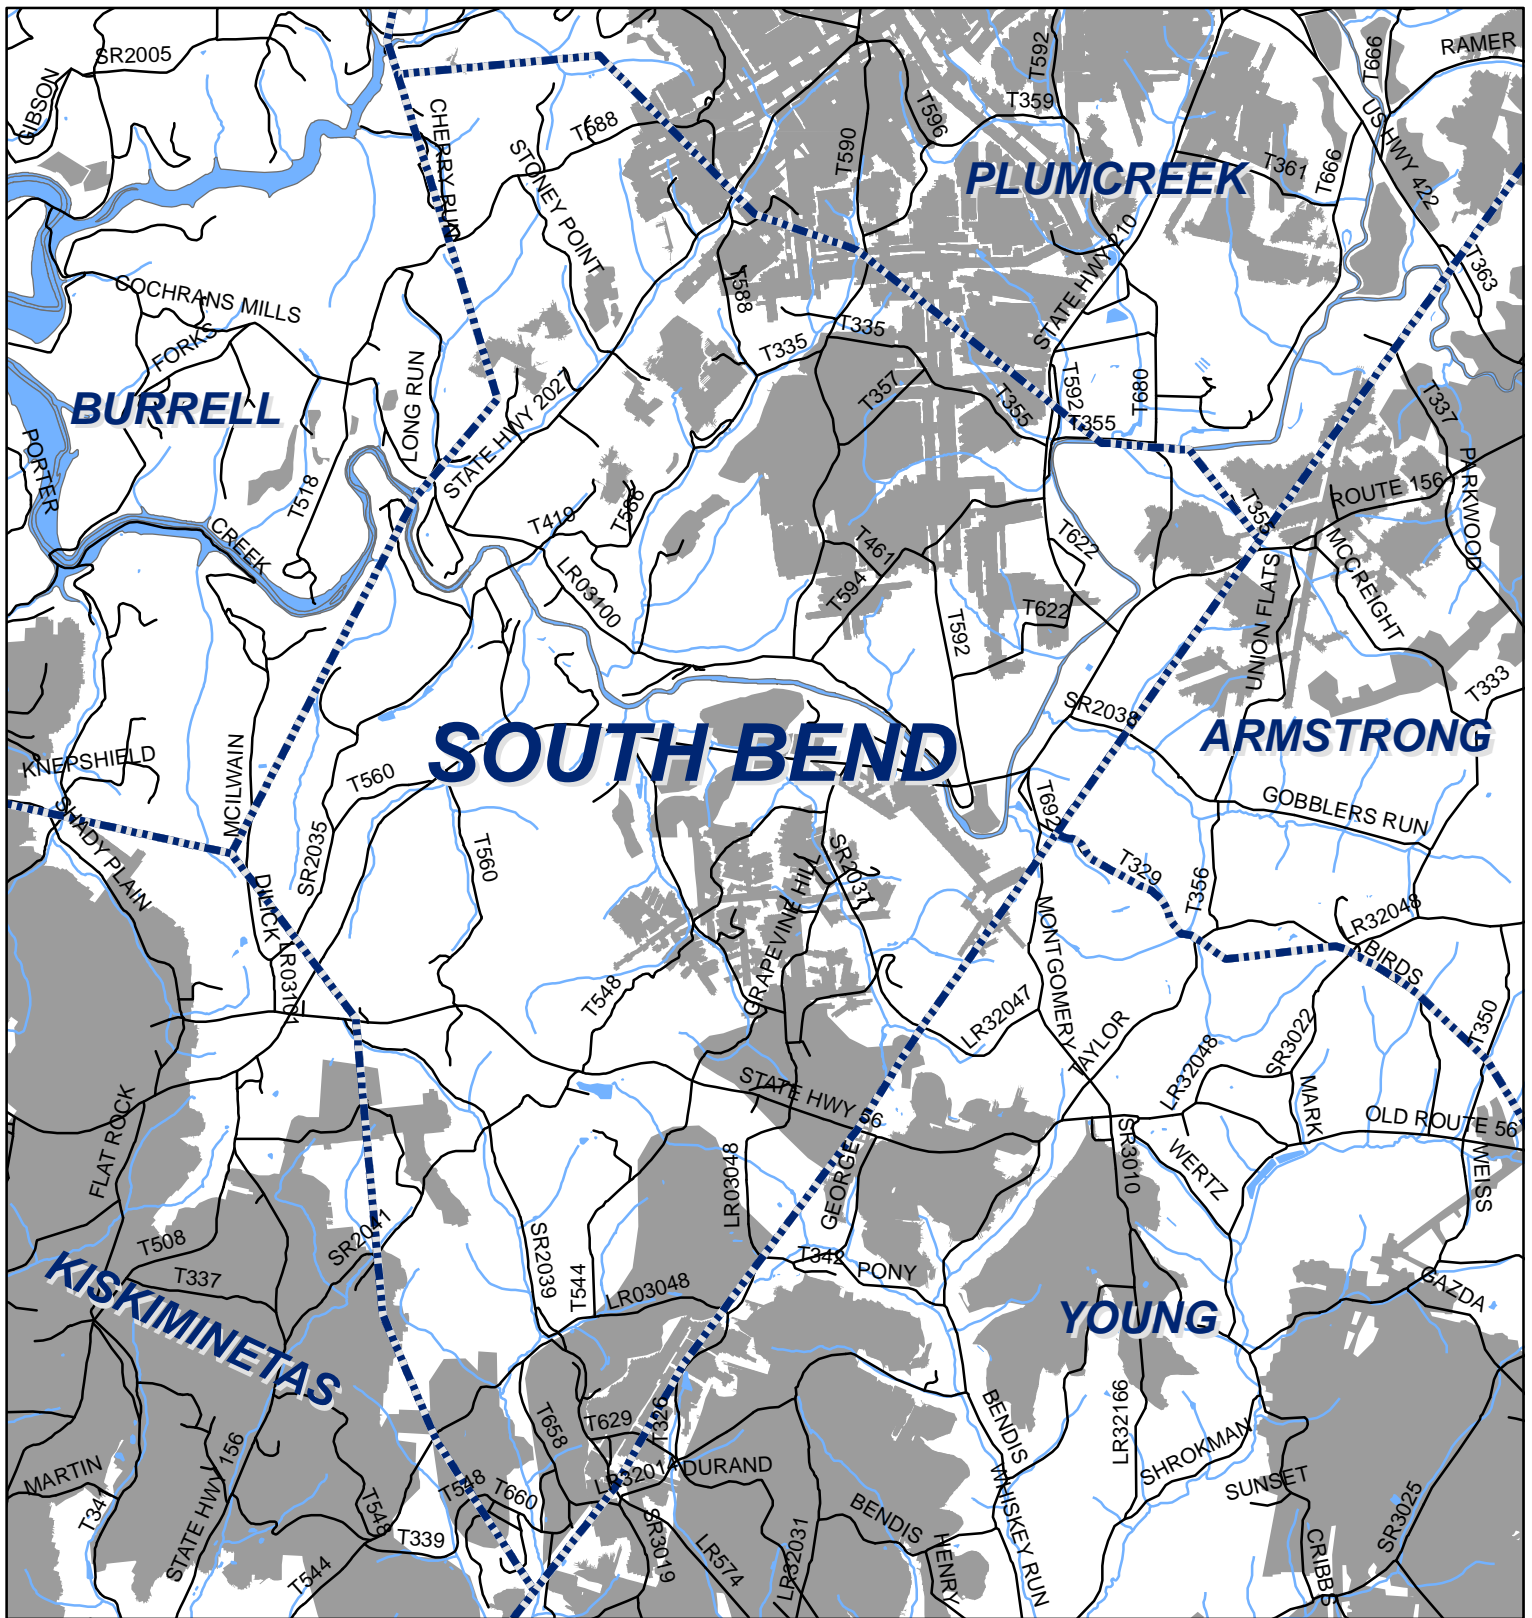 SR2005
GIBSON
CHERRY RUN
T588
STONEY POINT
T590
T596
T592
T359
T666
RAMER
US HWY 422
PLUMCREEK
T361
T666
T363
STATE HWY 210
COCHRANS MILLS
FORKS
T588
T335
T335
BURRELL
LONG RUN
STATE HWY 2027
T357
T355
T592
T680
T355
T337
PARKWOOD
PORTER
CREEK
T518
T419
T586
T461
T594
LR03100
T622
T622
T592
T355
ROUTE 156
MCCREIGHT
UNION FLATS
T333
SR2038
ARMSTRONG
SOUTH BEND
KNEPSHIELD
MCILWAIN
SHADY PLAIN
T560
T560
SR2035
T692
GOBBLERS RUN
T329
T356
SR2037
GRAPEVINE HILL
DILICK
LR03101
T548
MONTGOMERY
LR32048
BIRDS
LR32047
TAYLOR
LR32048
SR3022
T350
MARK
OLD ROUTE 56
STATE HWY 56
FLAT ROCK
LR03048
GEORGE
SR3010
WERTZ
WEISS
T508
T337
SR2041
SR2039
T544
LR03048
T342
PONY
GAZDA
KISKIMINETAS
YOUNG
T658
T629
T326
LR32014
DURAND
BENDIS
WHISKEY RUN
LR32166
SHROKMAN
SUNSET
MARTIN
T341
STATE HWY 156
T548
T548
T660
T339
T544
SR3019
LR574
LR32031
BENDIS
HENRY
CRIBBS
SR3025